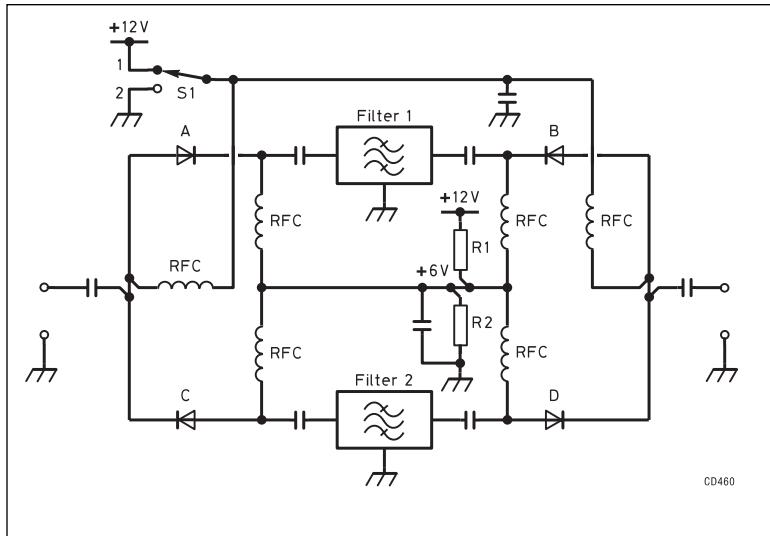 +12V
1
2
S1
A
Filter 1
B
+12V
RFC
RFC
RFC
R1
RFC
+6V
R2
RFC
RFC
C
Filter 2
D
CD460